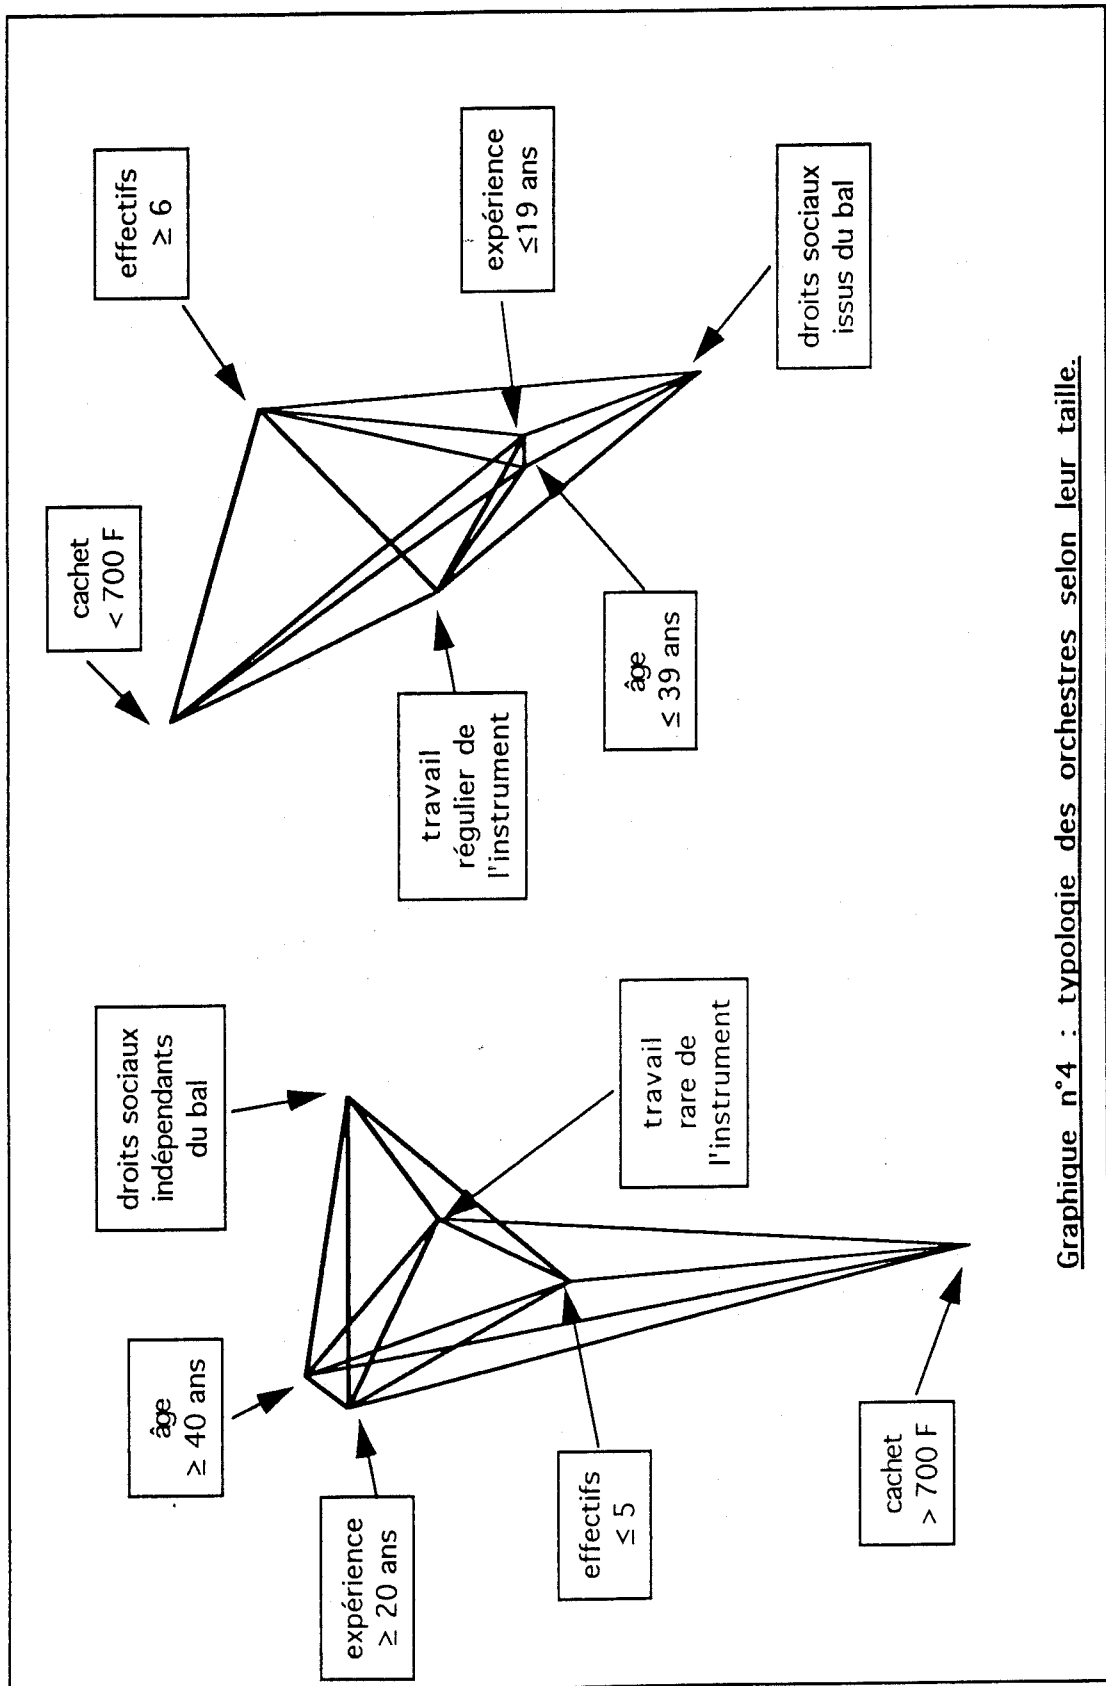 âge
≥ 40 ans
droits sociaux
indépendants
du bal
expérience
≥ 20 ans
effectifs
≤ 5
travail
rare de
l'instrument
cachet
> 700 F
cachet
< 700 F
effectifs
≥ 6
travail
régulier de
l'instrument
expérience
≤19 ans
âge
≤ 39 ans
droits sociaux
issus du bal
Graphique n°4 : typologie des orchestres selon leur taille.